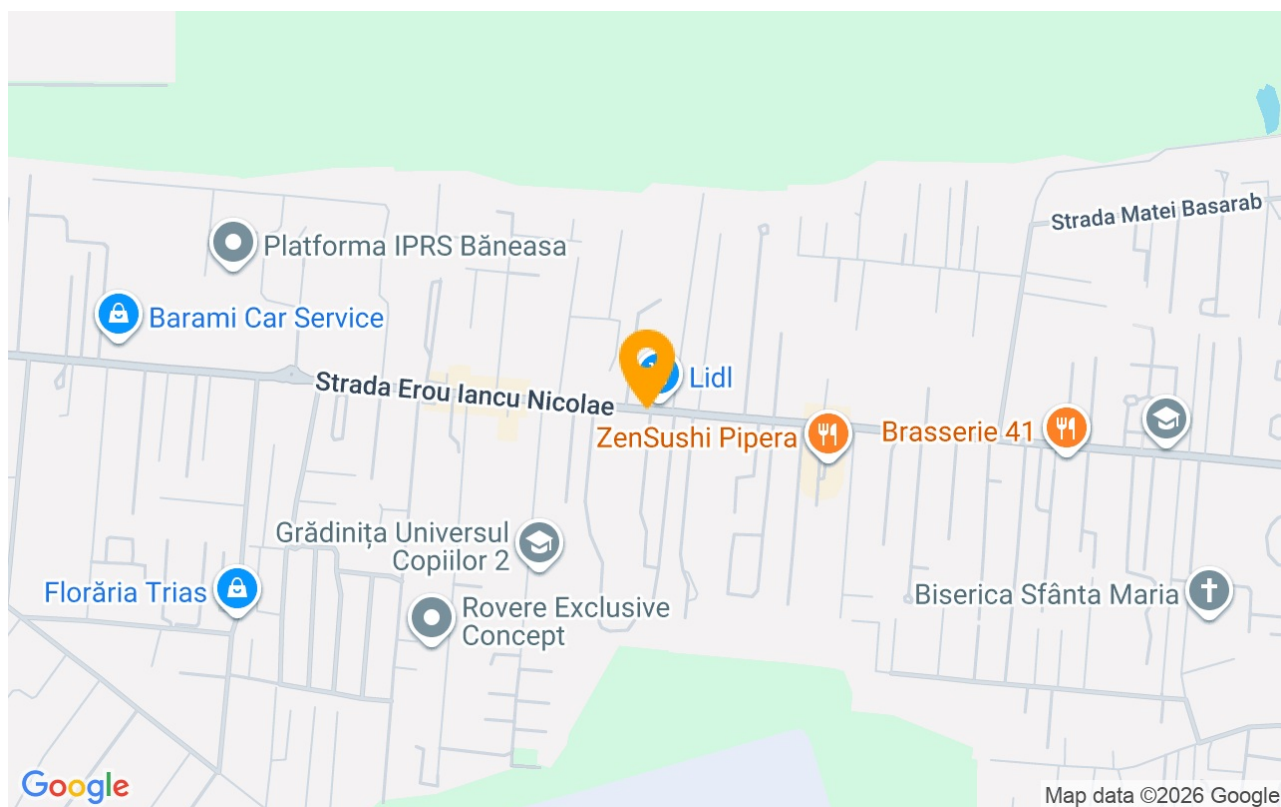 Strada Matei Basarab
Platforma IPRS Băneasa
Barami Car Service
Strada Erou Iancu Nicolae
Lidl
ZenSushi Pipera
Brasserie 41
Grădinița Universul
Copiilor 2
Florăria Trias
Rovere Exclusive
Concept
Biserica Sfânta Maria
Google
Map data ©2026 Google